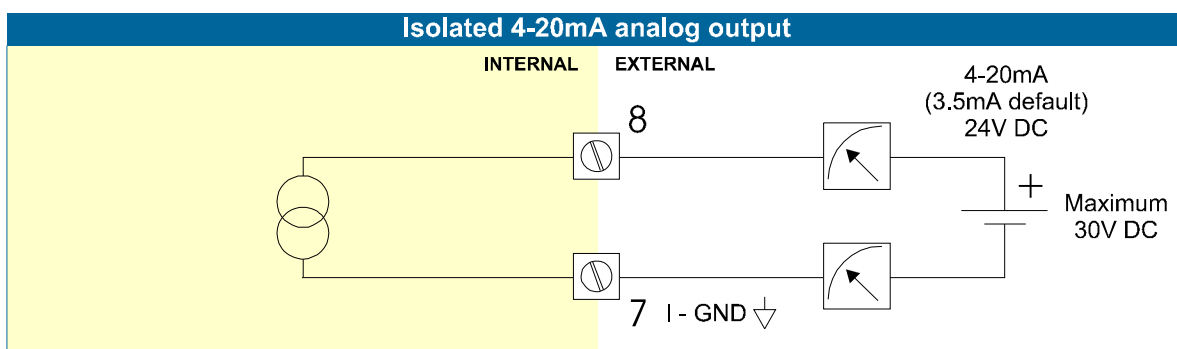 Isolated 4-20mA analog output
INTERNAL EXTERNAL
4-20mA
(3.5mA default)
24V DC
8
+
Maximum
30V DC
7 I - GND